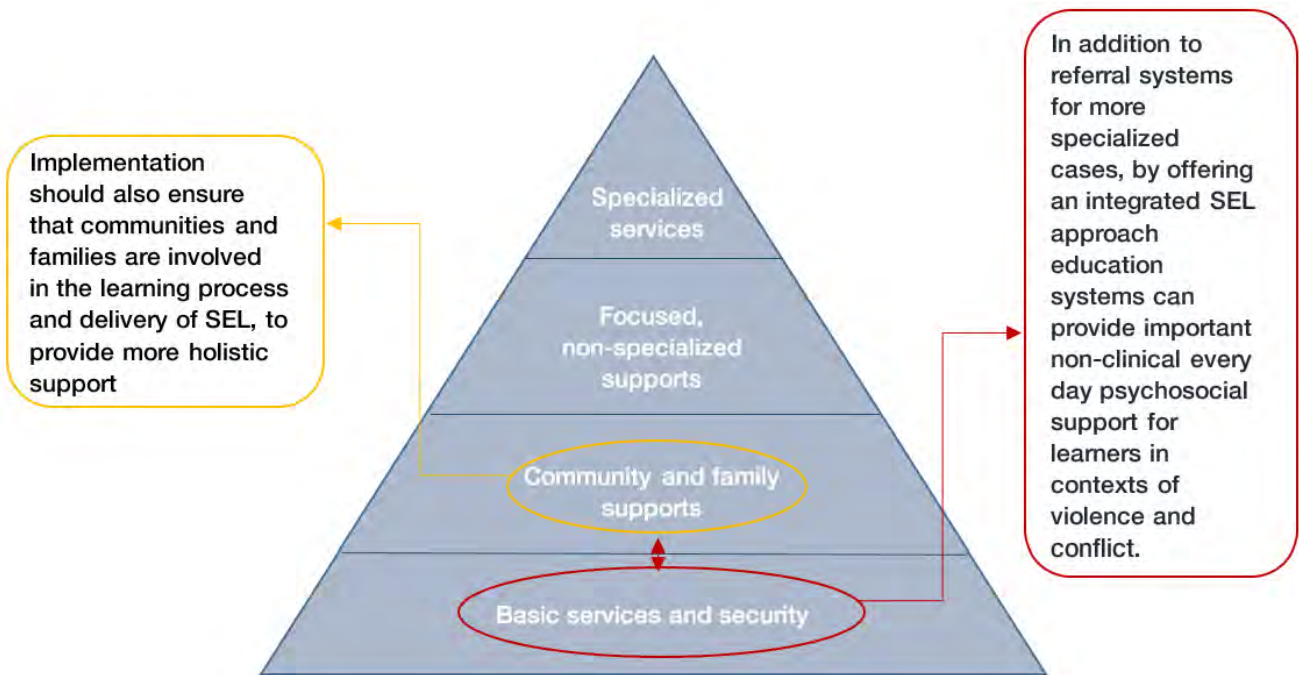 Implementation
should also ensure
that communities and
families are involved
in the learning process
and delivery of SEL, to
provide more holistic
support
Specialized
services
Focused,
non-specialized
supports
Community and family
supports
Basic services and security
In addition to
referral systems
for more
specialized
cases, by offering
an integrated SEL
approach
education
systems can
provide important
non-clinical every
day psychosocial
support for
learners in
contexts of
violence and
conflict.